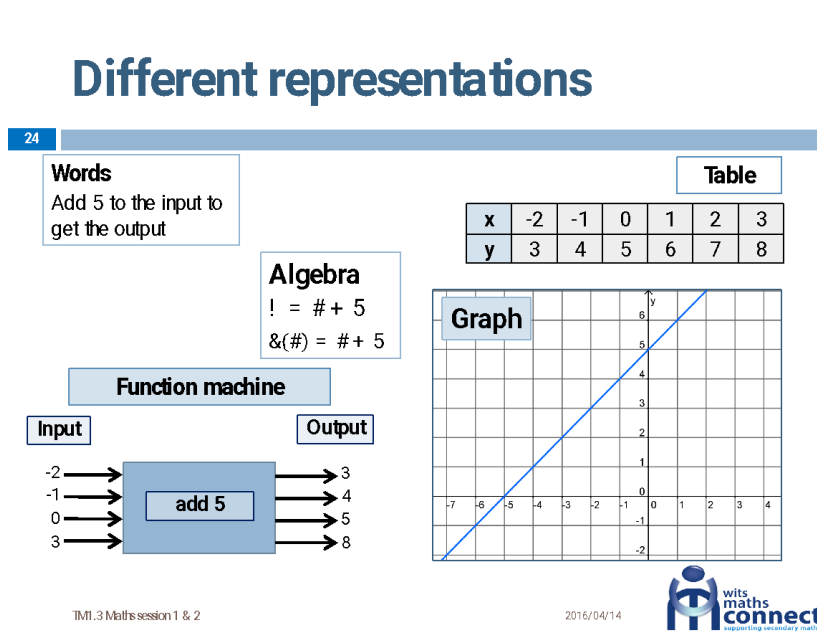 Different representations
24
Words
Add 5 to the input to
get the output
Table
x -2 -1 0 1 2 3
y 3 4 5 6 7 8
Algebra
! = #+ 5
&(#) = #+ 5
Graph
y
6
5
4
3
2
1
0
-7 -6 -5 -4 -3 -2 -1 0 1 2 3 4
-1
-2
Function machine
Input
Output
-2 3
-1 4
add 5
0 5
3 8
TM1.3 Maths session 1 & 2
2016/04/14
wits
maths
connect
supporting secondary math